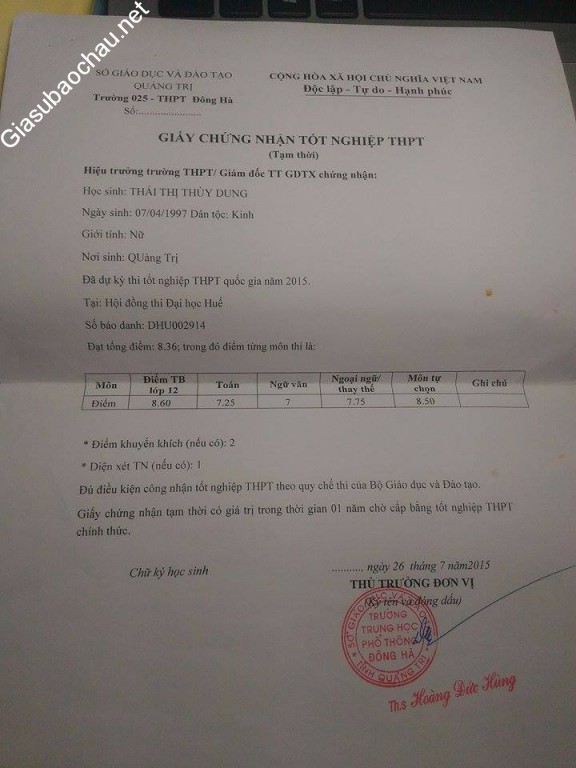 Giasubaochau.net
SỞ GIÁO DỤC VÀ ĐÀO TẠO
QUẢNG TRỊ
Trường 025 - THPT Đông Hà
Số:........................
CỘNG HÒA XÃ HỘI CHỦ NGHĨA VIỆT NAM
Độc lập - Tự do - Hạnh phúc
GIẤY CHỨNG NHẬN TỐT NGHIỆP THPT
(Tạm thời)
Hiệu trưởng trường THPT/ Giám đốc TT GDTX chứng nhận:
Học sinh: THÁI THỊ THÙY DUNG
Ngày sinh: 07/04/1997 Dân tộc: Kinh
Giới tính: Nữ
Nơi sinh: QUảng Trị
Đã dự kỳ thi tốt nghiệp THPT quốc gia năm 2015.
Tại: Hội đồng thi Đại học Huế
Số báo danh: DHU002914
Đạt tổng điểm: 8.36; trong đó điểm từng môn thi là:
Môn Điểm TB lớp 12 Toán Ngữ văn Ngoại ngữ/ thay thế Môn tự chọn Ghi chú
Điểm 8.60 7.25 7 7.75 8.50
* Điểm khuyến khích (nếu có): 2
* Diện xét TN (nếu có): 1
Đủ điều kiện công nhận tốt nghiệp THPT theo quy chế thi của Bộ Giáo dục và Đào tạo.
Giấy chứng nhận tạm thời có giá trị trong thời gian 01 năm chờ cấp bằng tốt nghiệp THPT
chính thức.
Chữ ký học sinh
..........., ngày 26 tháng 7 năm2015
THỦ TRƯỞNG ĐƠN VỊ
(Ký tên và đóng dấu)
SỞ GIÁO DỤC VÀ ĐÀO TẠO
TRƯỜNG
TRUNG HỌC
PHỔ THÔNG
ĐÔNG HÀ
TỈNH QUẢNG TRỊ
Th.s Hoàng Đức Hùng